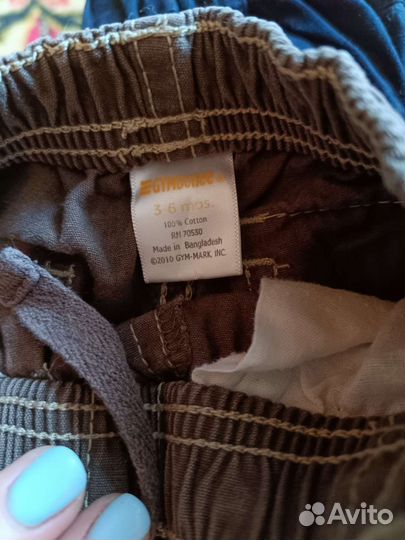 GYMBOREE
3-6 mos.
100% Cotton
RN 70530
Made in Bangladesh
©2010 GYM-MARK, INC.
Avito